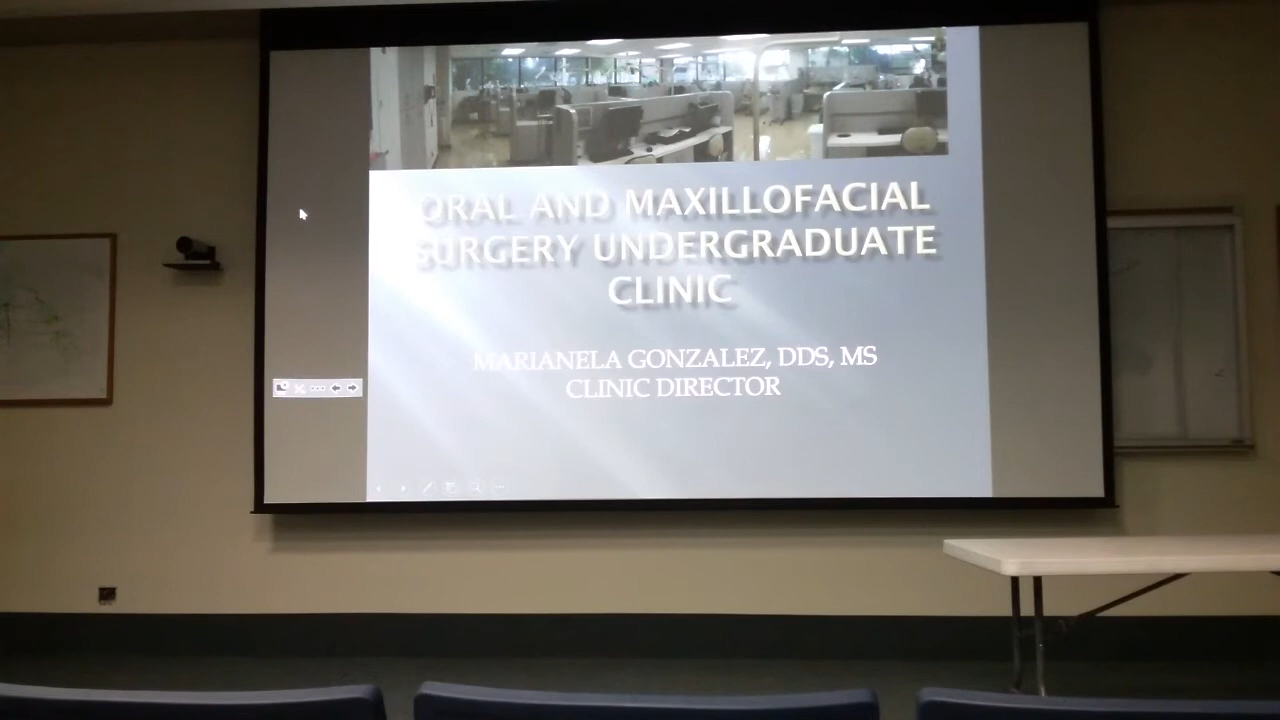 ORAL AND MAXILLOFACIAL
SURGERY UNDERGRADUATE
CLINIC
MARIANELA GONZALEZ, DDS, MS
CLINIC DIRECTOR